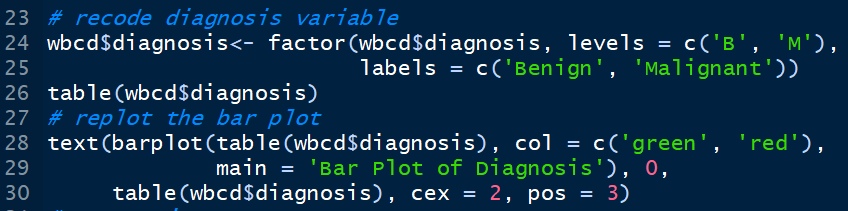 23 # recode diagnosis variable
24 wbcd$diagnosis<- factor(wbcd$diagnosis, levels = c('B', 'M'),
25                         labels = c('Benign', 'Malignant'))
26 table(wbcd$diagnosis)
27 # replot the bar plot
28 text(barplot(table(wbcd$diagnosis), col = c('green', 'red'),
29              main = 'Bar Plot of Diagnosis'), 0,
30      table(wbcd$diagnosis), cex = 2, pos = 3)